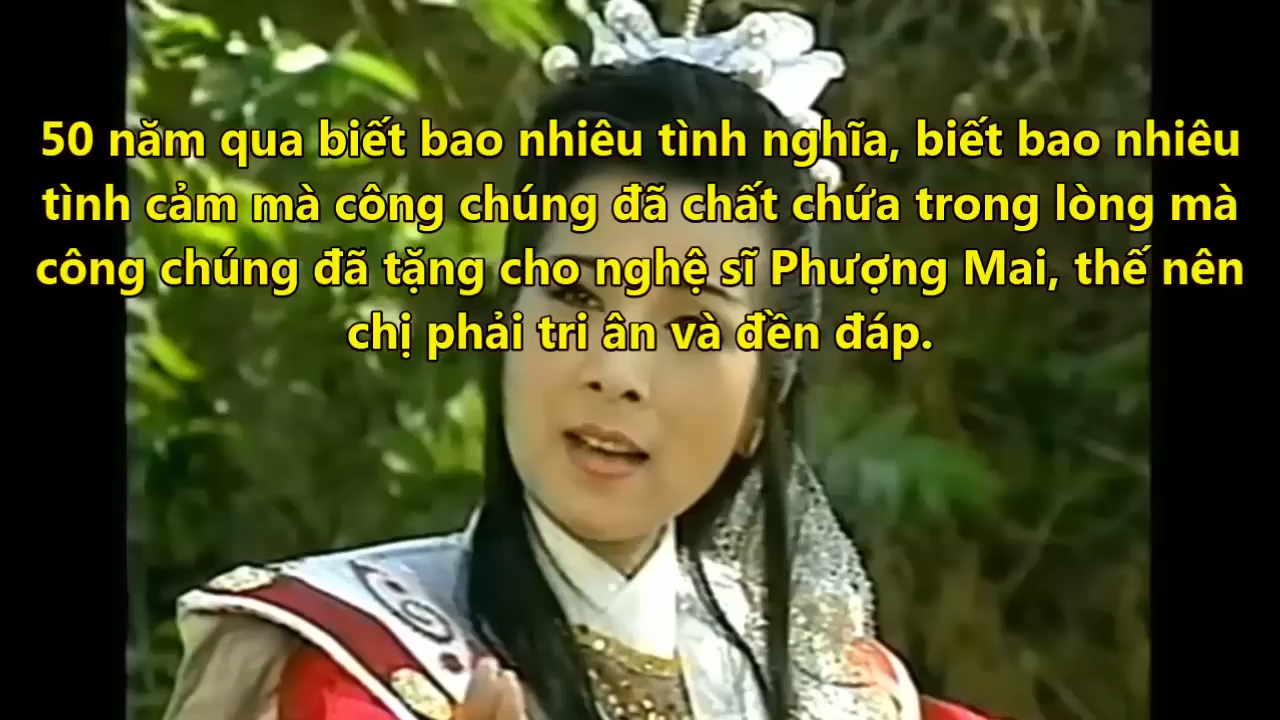 50 năm qua biết bao nhiêu tình nghĩa, biết bao nhiêu
tình cảm mà công chúng đã chất chứa trong lòng mà
công chúng đã tặng cho nghệ sĩ Phượng Mai, thế nên
chị phải tri ân và đền đáp.